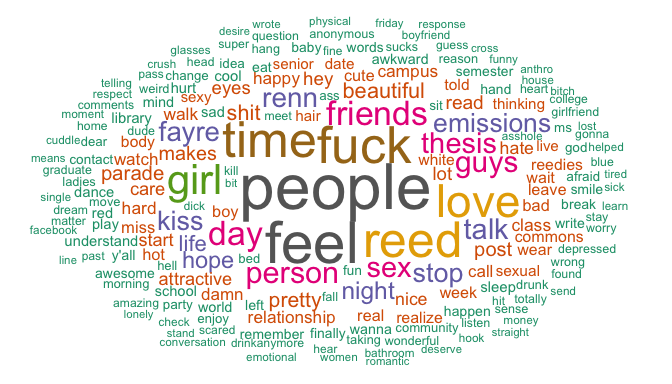 desire wrote physical friday response
glasses super question anonymous boyfriend
crush head idea hang baby fine words sucks guess cross
telling pass change cool eat senior date awkward reason funny
respect weird hurt eyes happy hey cute campus semester anthro
comments mind sexy renn ass beautiful told hand house heart bitch
moment library walk sad shit meet hair friends sit read thinking college
home dude fayre time fuck emissions girlfriend
cuddle dear body makes thesis asshole ms lost gonna
means contact watch kill white guys hate live god helped
graduate parade girl bit people lot reedies blue
ladies care wait afraid tired
single dance love leave smile sick
dream move hard dick bad break learn
matter red kiss boy reed talk class write stay
facebook play miss day feel commons worry
understand start life post wear depressed
line past y'all hot hope bed sex stop call sexual wrong
awesome hell person fun found
morning attractive night sleep drunk
school damn pretty fall nice week hit totally send
amazing party world left relationship real realize happen sense
lonely enjoy wanna community listen money
check scared remember finally taking wonderful hook straight
stand conversation drink anymore hear bathroom deserve
emotional women romantic